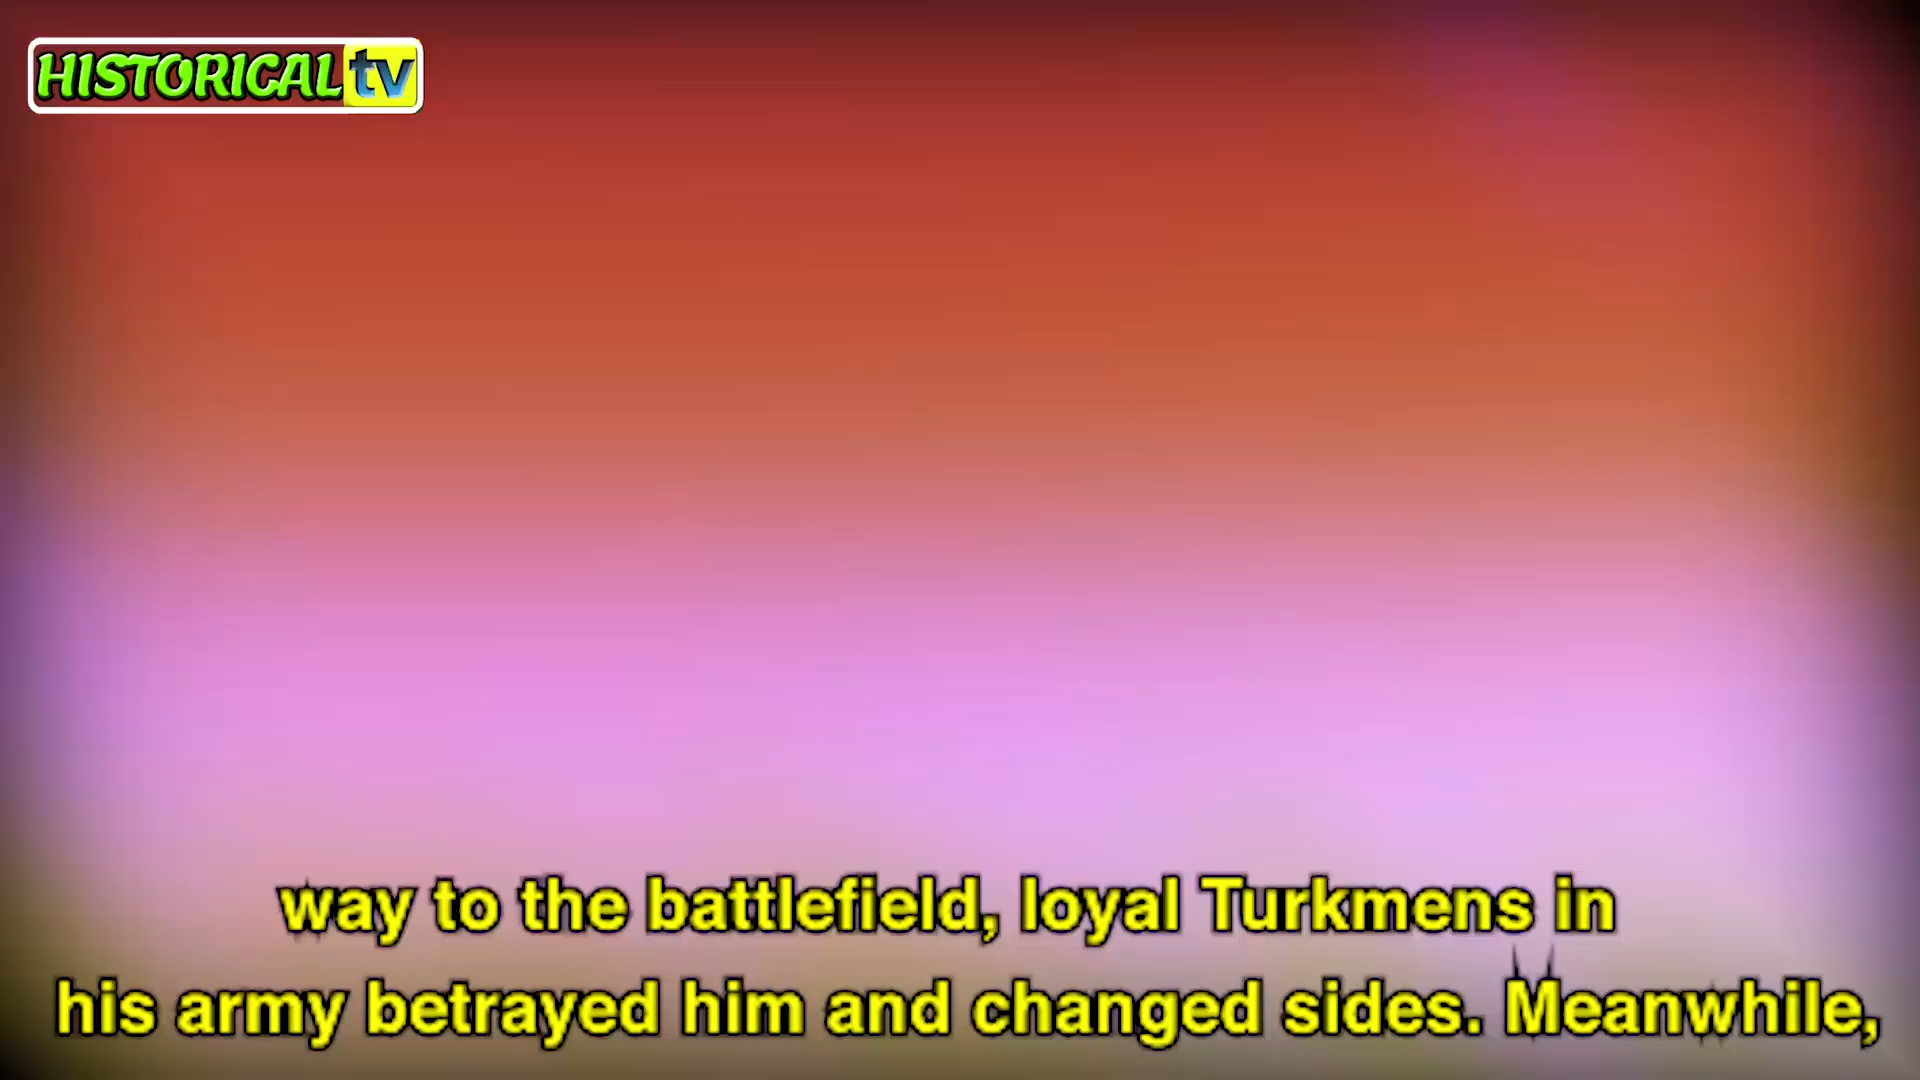 HISTORICAL tv
way to the battlefield, loyal Turkmens in
his army betrayed him and changed sides. Meanwhile,